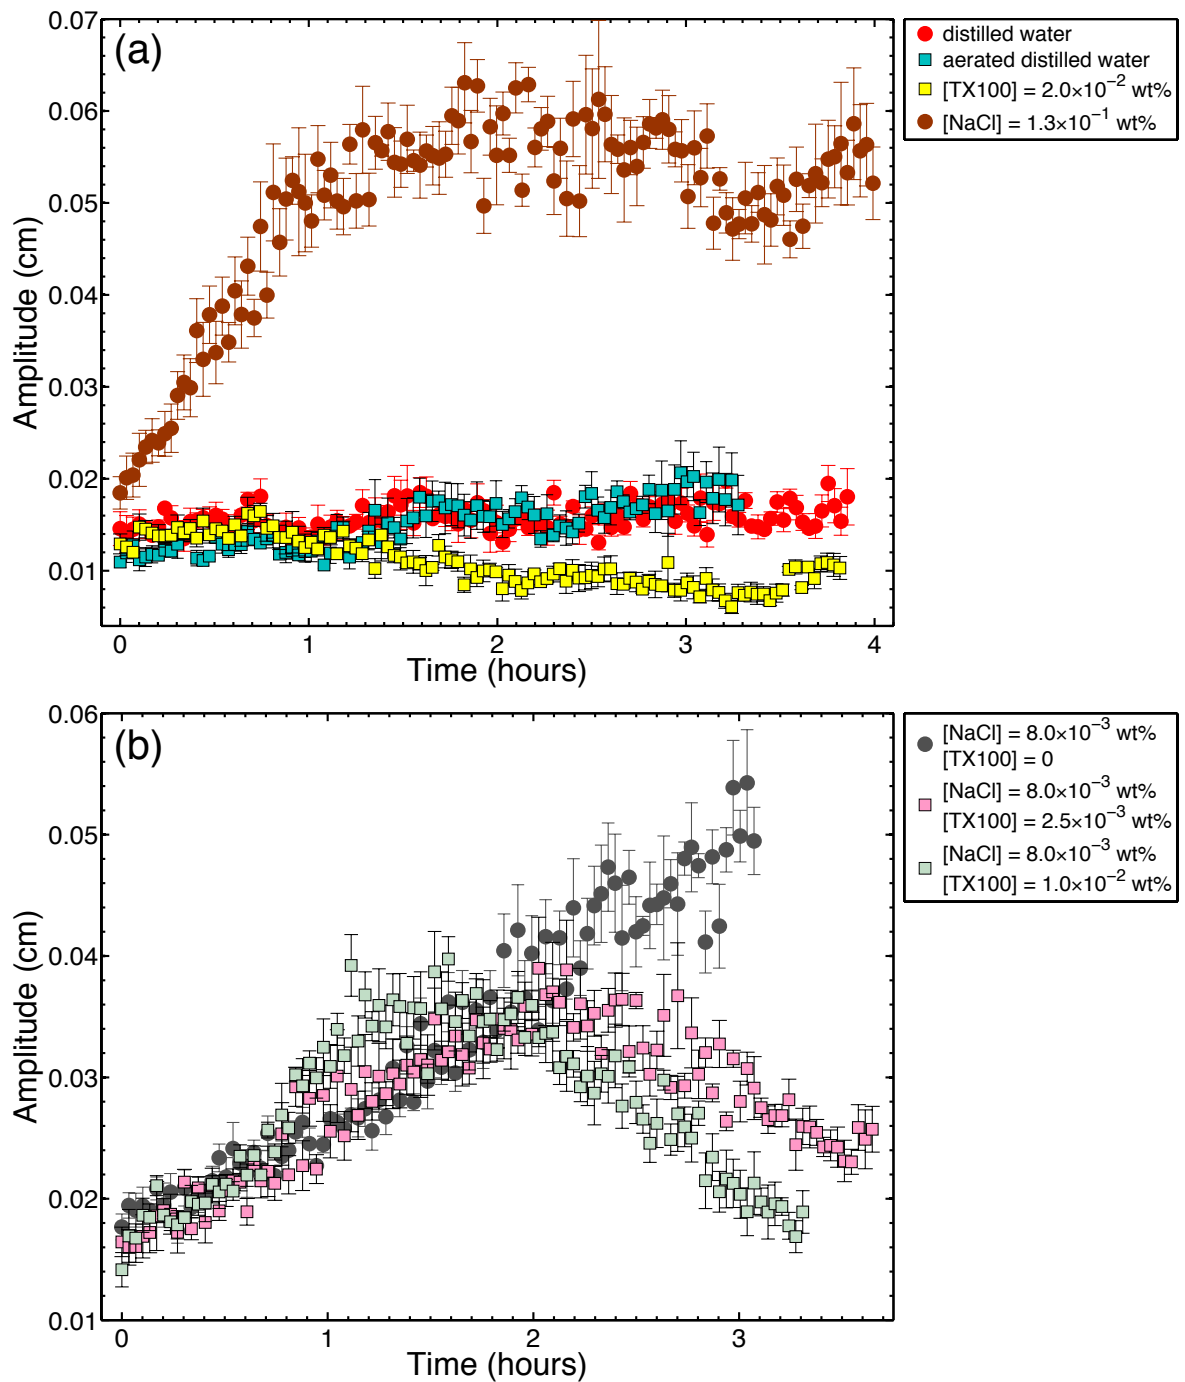 (a)
0.07
0.06
0.05
0.04
0.03
0.02
0.01
Amplitude (cm)
0 1 2 3 4
Time (hours)
distilled water
aerated distilled water
[TX100] = 2.0×10⁻² wt%
[NaCl] = 1.3×10⁻¹ wt%
(b)
0.06
0.05
0.04
0.03
0.02
0.01
Amplitude (cm)
0 1 2 3
Time (hours)
[NaCl] = 8.0×10⁻³ wt%
[TX100] = 0
[NaCl] = 8.0×10⁻³ wt%
[TX100] = 2.5×10⁻³ wt%
[NaCl] = 8.0×10⁻³ wt%
[TX100] = 1.0×10⁻² wt%